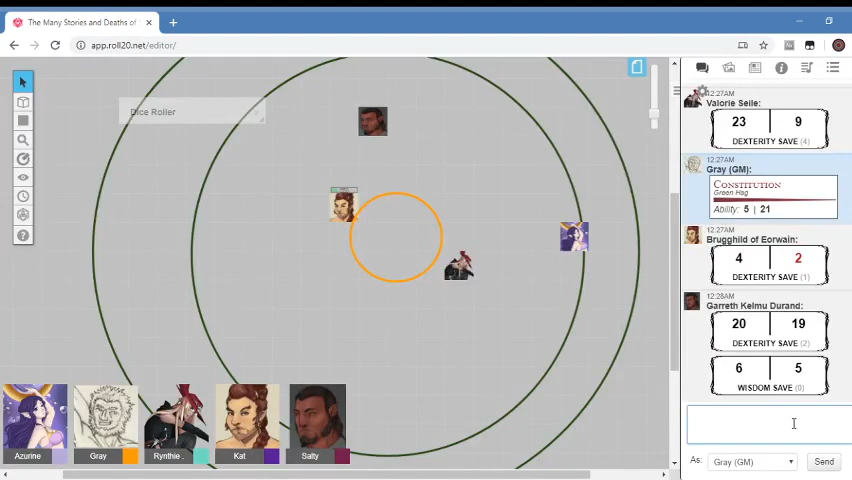 The Many Stories and Deaths of
app.roll20.net/editor/
Dice Roller
12:27AM
Valorie Seile:
23 9
DEXTERITY SAVE (4)
12:27AM
Gray (GM):
CONSTITUTION
Green Hag
Ability: 5 | 21
12:27AM
Brugghild of Eorwain:
4 2
DEXTERITY SAVE (1)
12:28AM
Garreth Kelmu Durand:
20 19
DEXTERITY SAVE (2)
6 5
WISDOM SAVE (0)
Azurine
Gray
Rynthie .
Kat
Salty
As:
Gray (GM)
Send